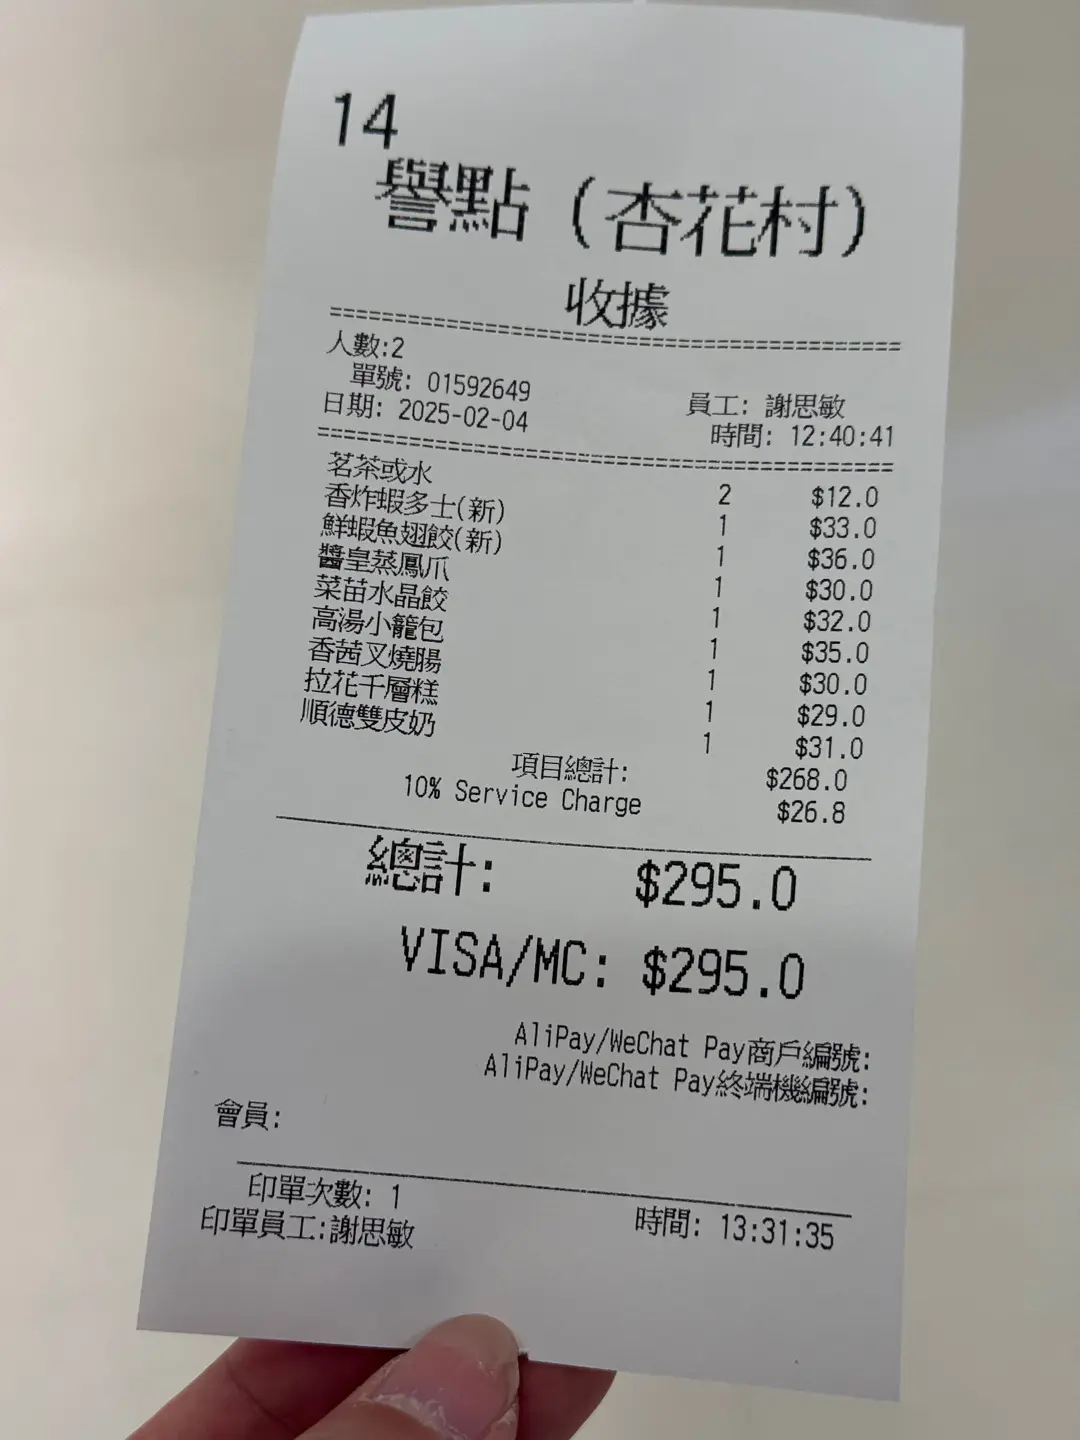 14
譽點（杏花村）
收據
================================================
人數:2
單號: 01592649 員工: 謝思敏
日期: 2025-02-04 時間: 12:40:41
================================================
茗茶或水 2 $12.0
香炸蝦多士(新) 1 $33.0
鮮蝦魚翅餃(新) 1 $36.0
醬皇蒸鳳爪 1 $30.0
菜苗水晶餃 1 $32.0
高湯小籠包 1 $35.0
香茜叉燒腸 1 $30.0
拉花千層糕 1 $29.0
順德雙皮奶 1 $31.0
項目總計: $268.0
10% Service Charge $26.8
總計: $295.0
VISA/MC: $295.0
AliPay/WeChat Pay商戶編號:
AliPay/WeChat Pay終端機編號:
會員:
印單次數: 1
印單員工:謝思敏 時間: 13:31:35